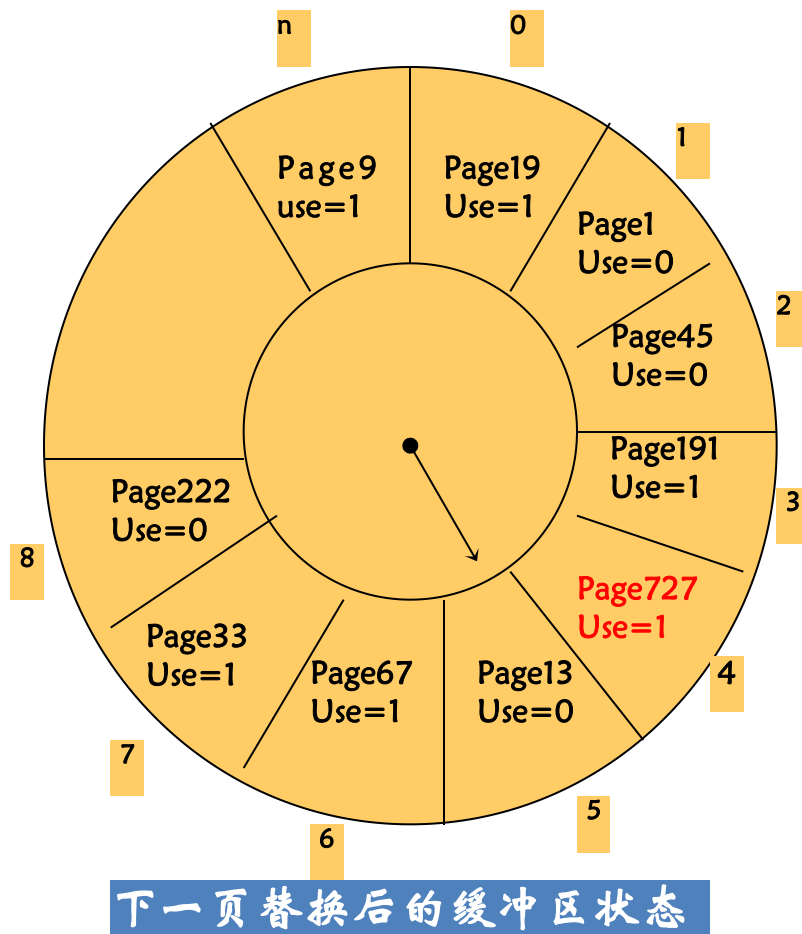 n
0
1
Page9
use=1
Page19
Use=1
Page1
Use=0
2
Page45
Use=0
Page191
Use=1
3
Page222
Use=0
8
Page727
Use=1
4
Page33
Use=1
7
Page67
Use=1
6
Page13
Use=0
5
下一页替换后的缓冲区状态